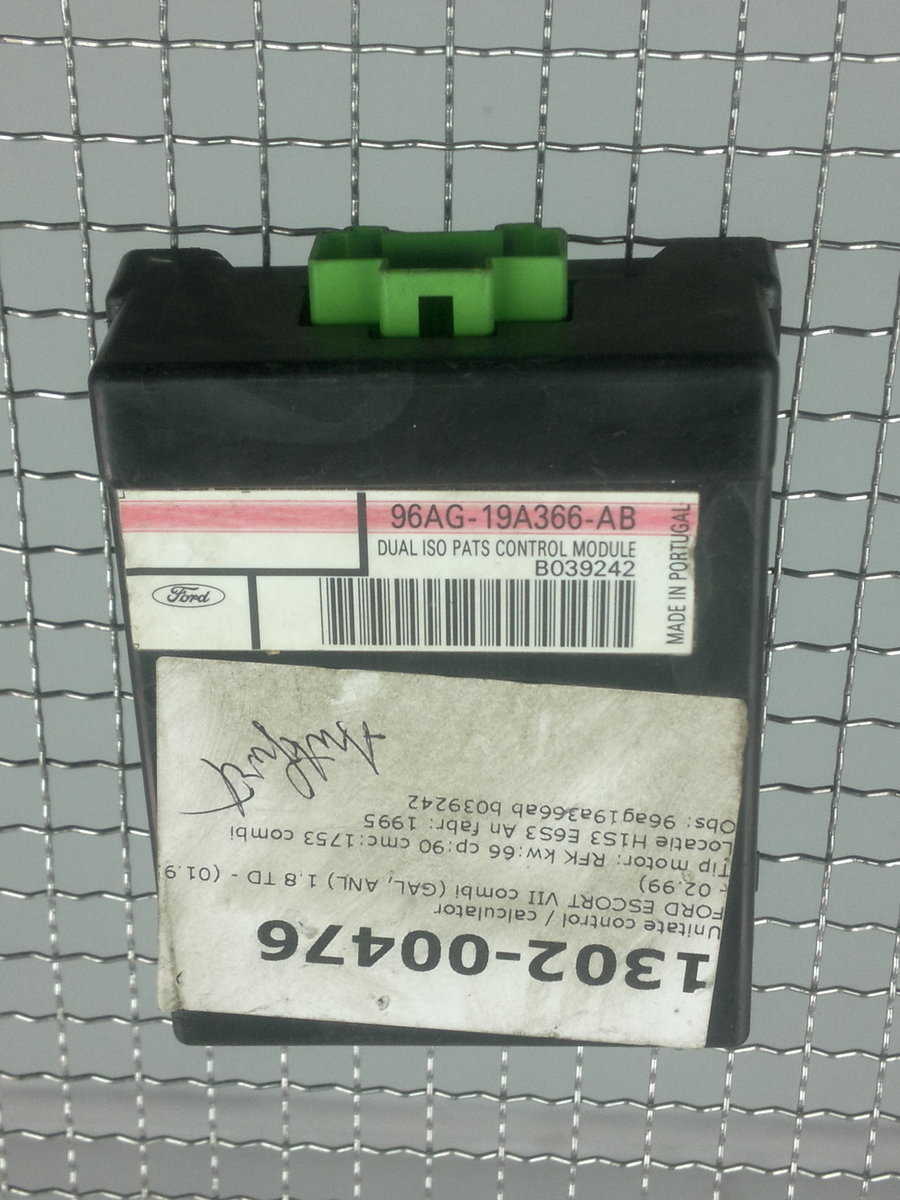 96AG-19A366-AB
DUAL ISO PATS CONTROL MODULE
B039242
Ford
MADE IN PORTUGAL
1302-00476
Unitate control / calculator
FORD ESCORT VII combi (GAL, ANL) 1.8 TD - (01.9
- 02.99)
Tip motor: RFK kw:66 cp:90 cmc:1753 combi
Locatie H1S3 E6S3 An fabr: 1995
Obs: 96ag19a366ab b039242